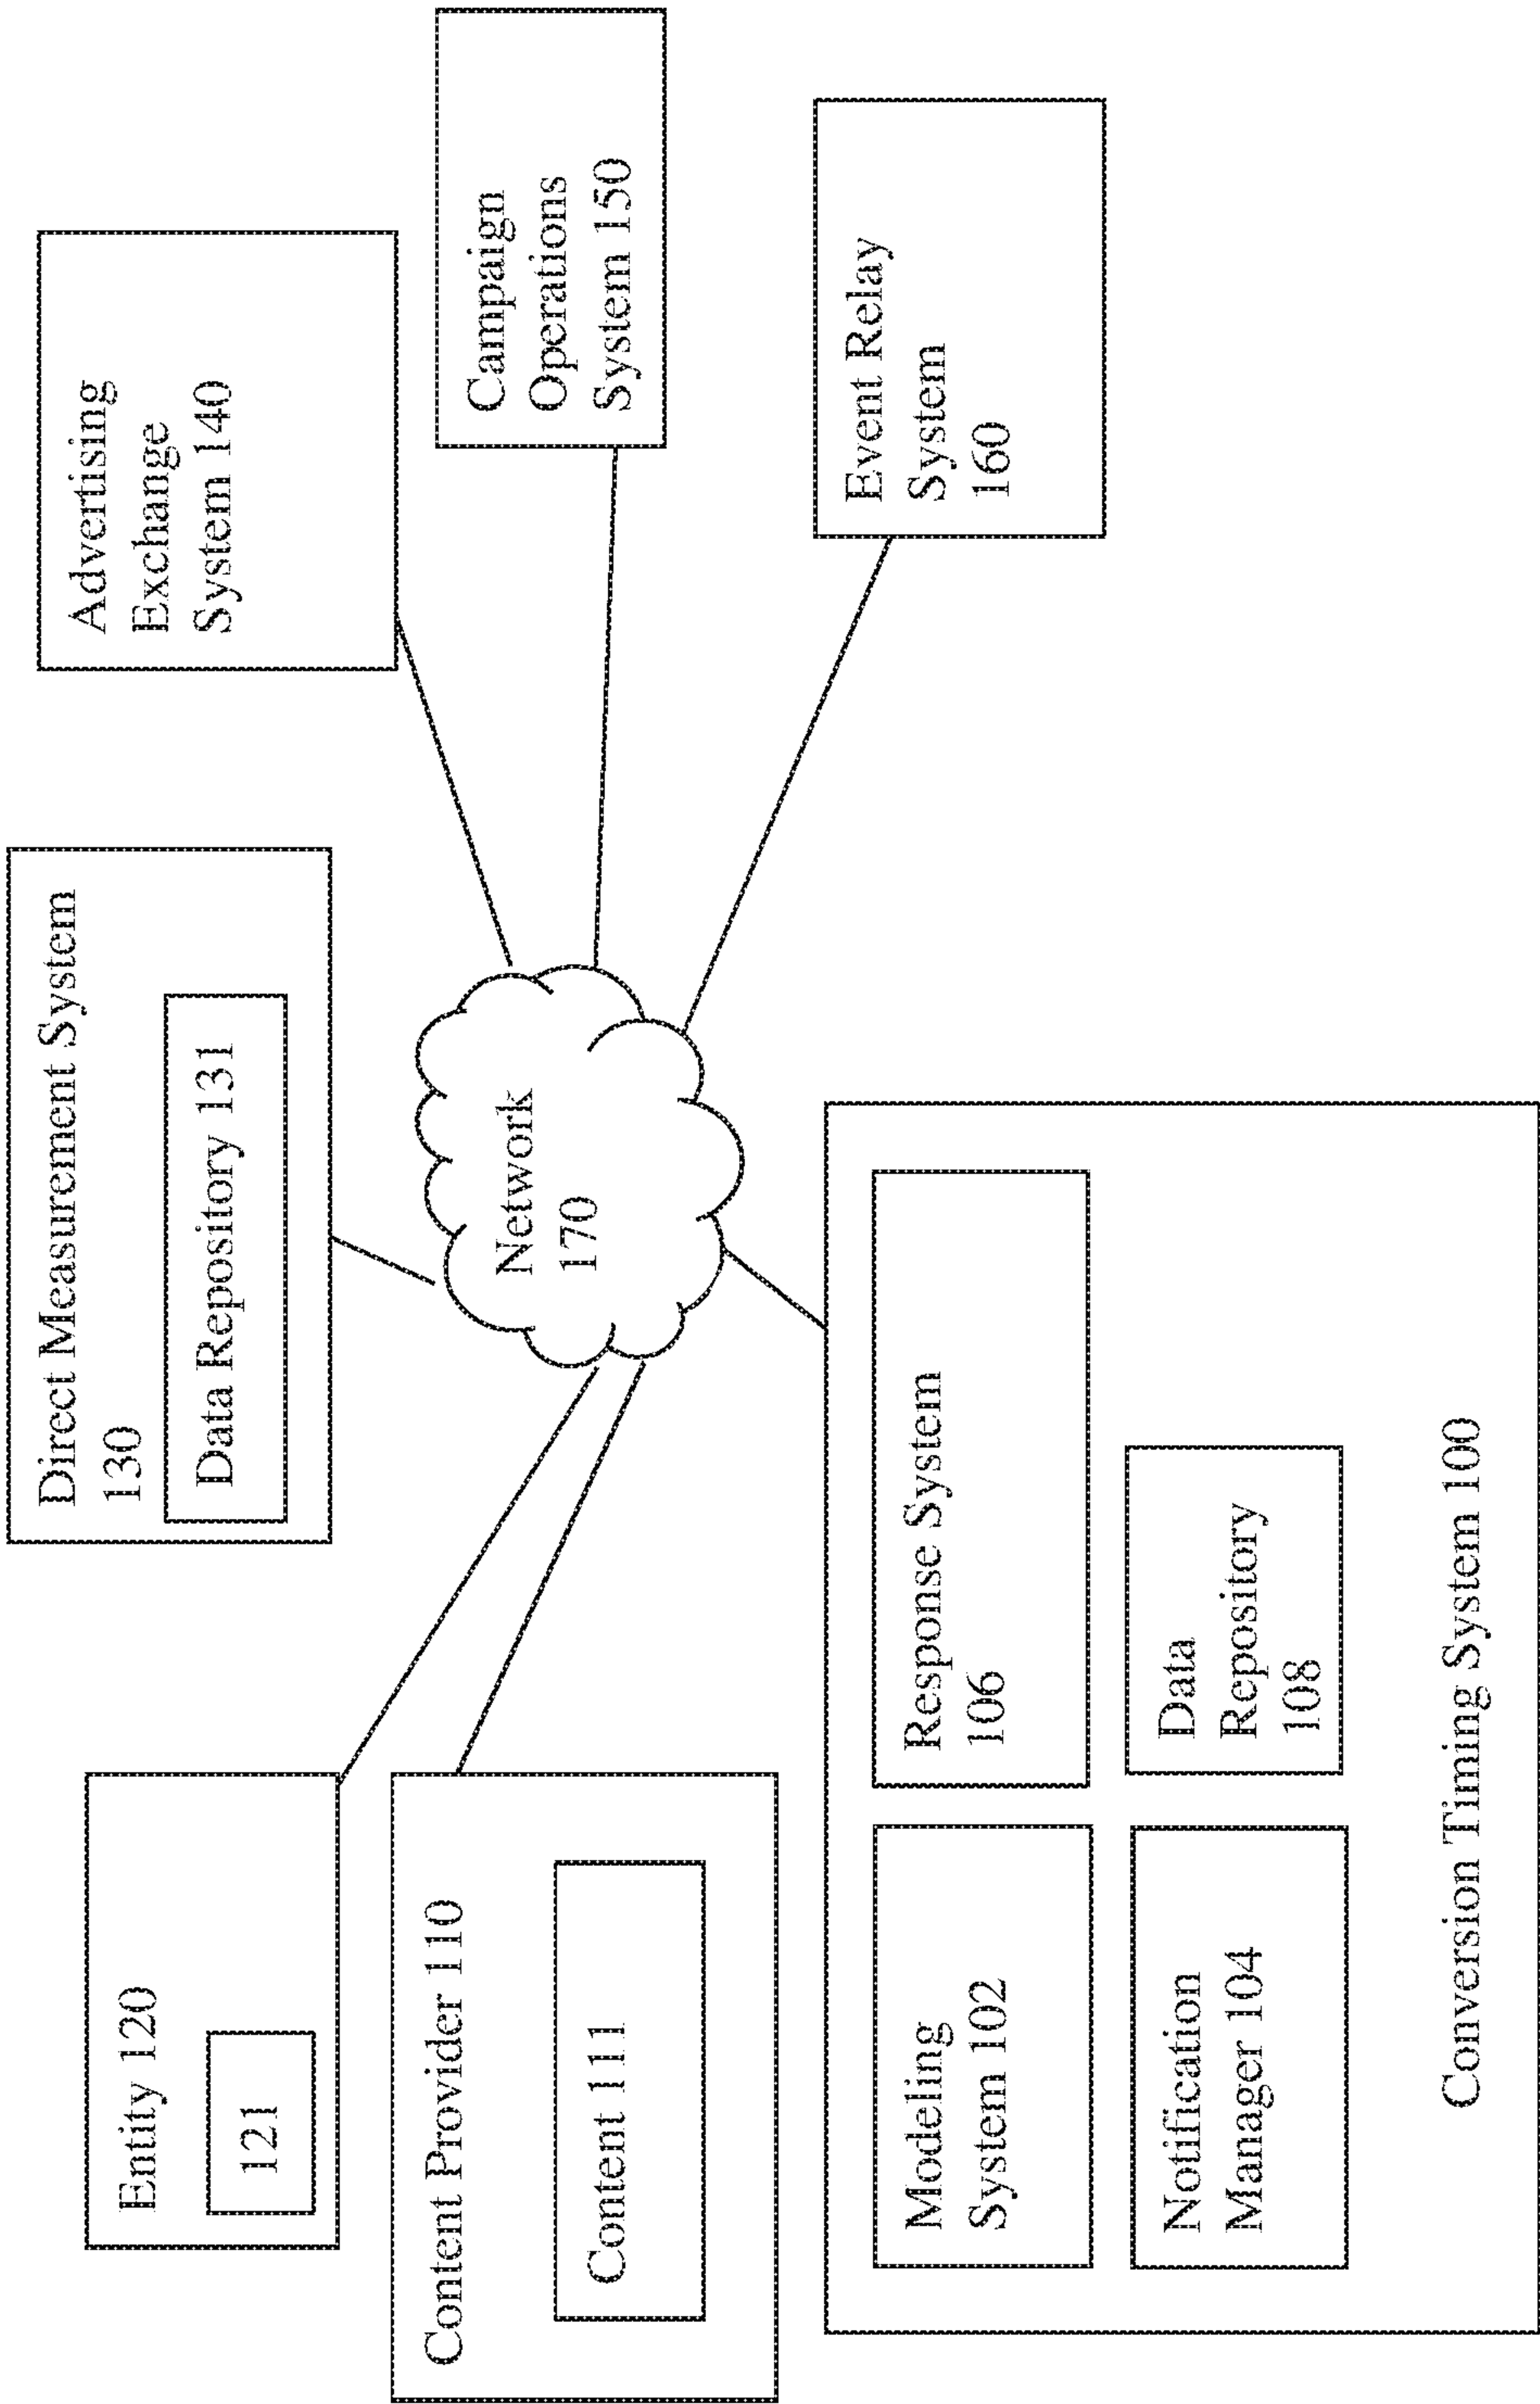 Entity 120
121
Content Provider 110
Content 111
Direct Measurement System
130
Data Repository 131
Advertising
Exchange
System 140
Campaign
Operations
System 150
Event Relay
System
160
Network
170
Modeling
System 102
Response System
106
Notification
Manager 104
Data
Repository
108
Conversion Timing System 100